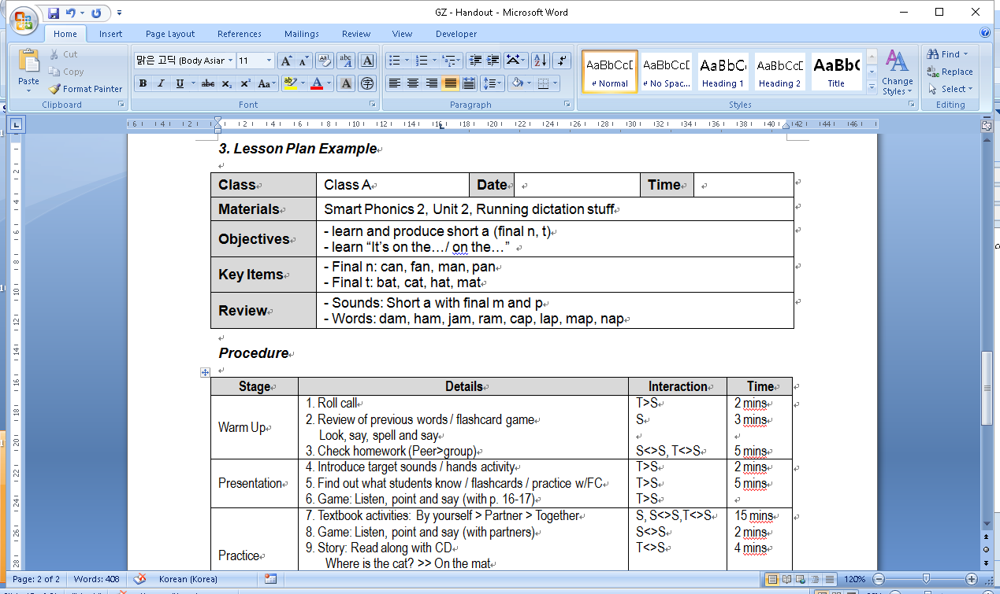 GZ - Handout - Microsoft Word
Home Insert Page Layout References Mailings Review View Developer
Cut
Copy
Format Painter
Paste
Clipboard
맑은 고딕 (Body Asiar 11
Font
Paragraph
AaBbCcD AaBbCcD AaBbC AaBbCc AaBb
Normal No Spac... Heading 1 Heading 2 Title
Change
Styles
Styles
Find
Replace
Select
Editing
3. Lesson Plan Example
Class Class A Date Time
Materials Smart Phonics 2, Unit 2, Running dictation stuff
Objectives
- learn and produce short a (final n, t)
- learn “It’s on the…/ on the…”
Key Items
- Final n: can, fan, man, pan
- Final t: bat, cat, hat, mat
Review
- Sounds: Short a with final m and p
- Words: dam, ham, jam, ram, cap, lap, map, nap
Procedure
Stage Details Interaction Time
Warm Up
1. Roll call T>S 2 mins
2. Review of previous words / flashcard game S 3 mins
Look, say, spell and say
3. Check homework (Peer>group) S<>S, T<>S 5 mins
Presentation
4. Introduce target sounds / hands activity T>S 2 mins
5. Find out what students know / flashcards / practice w/FC T>S 5 mins
6. Game: Listen, point and say (with p. 16-17) T>S
Practice
7. Textbook activities: By yourself > Partner > Together S, S<>S,T<>S 15 mins
8. Game: Listen, point and say (with partners) S<>S 2 mins
9. Story: Read along with CD T<>S 4 mins
Where is the cat? >> On the mat
Page: 2 of 2 Words: 408 Korean (Korea) 120%